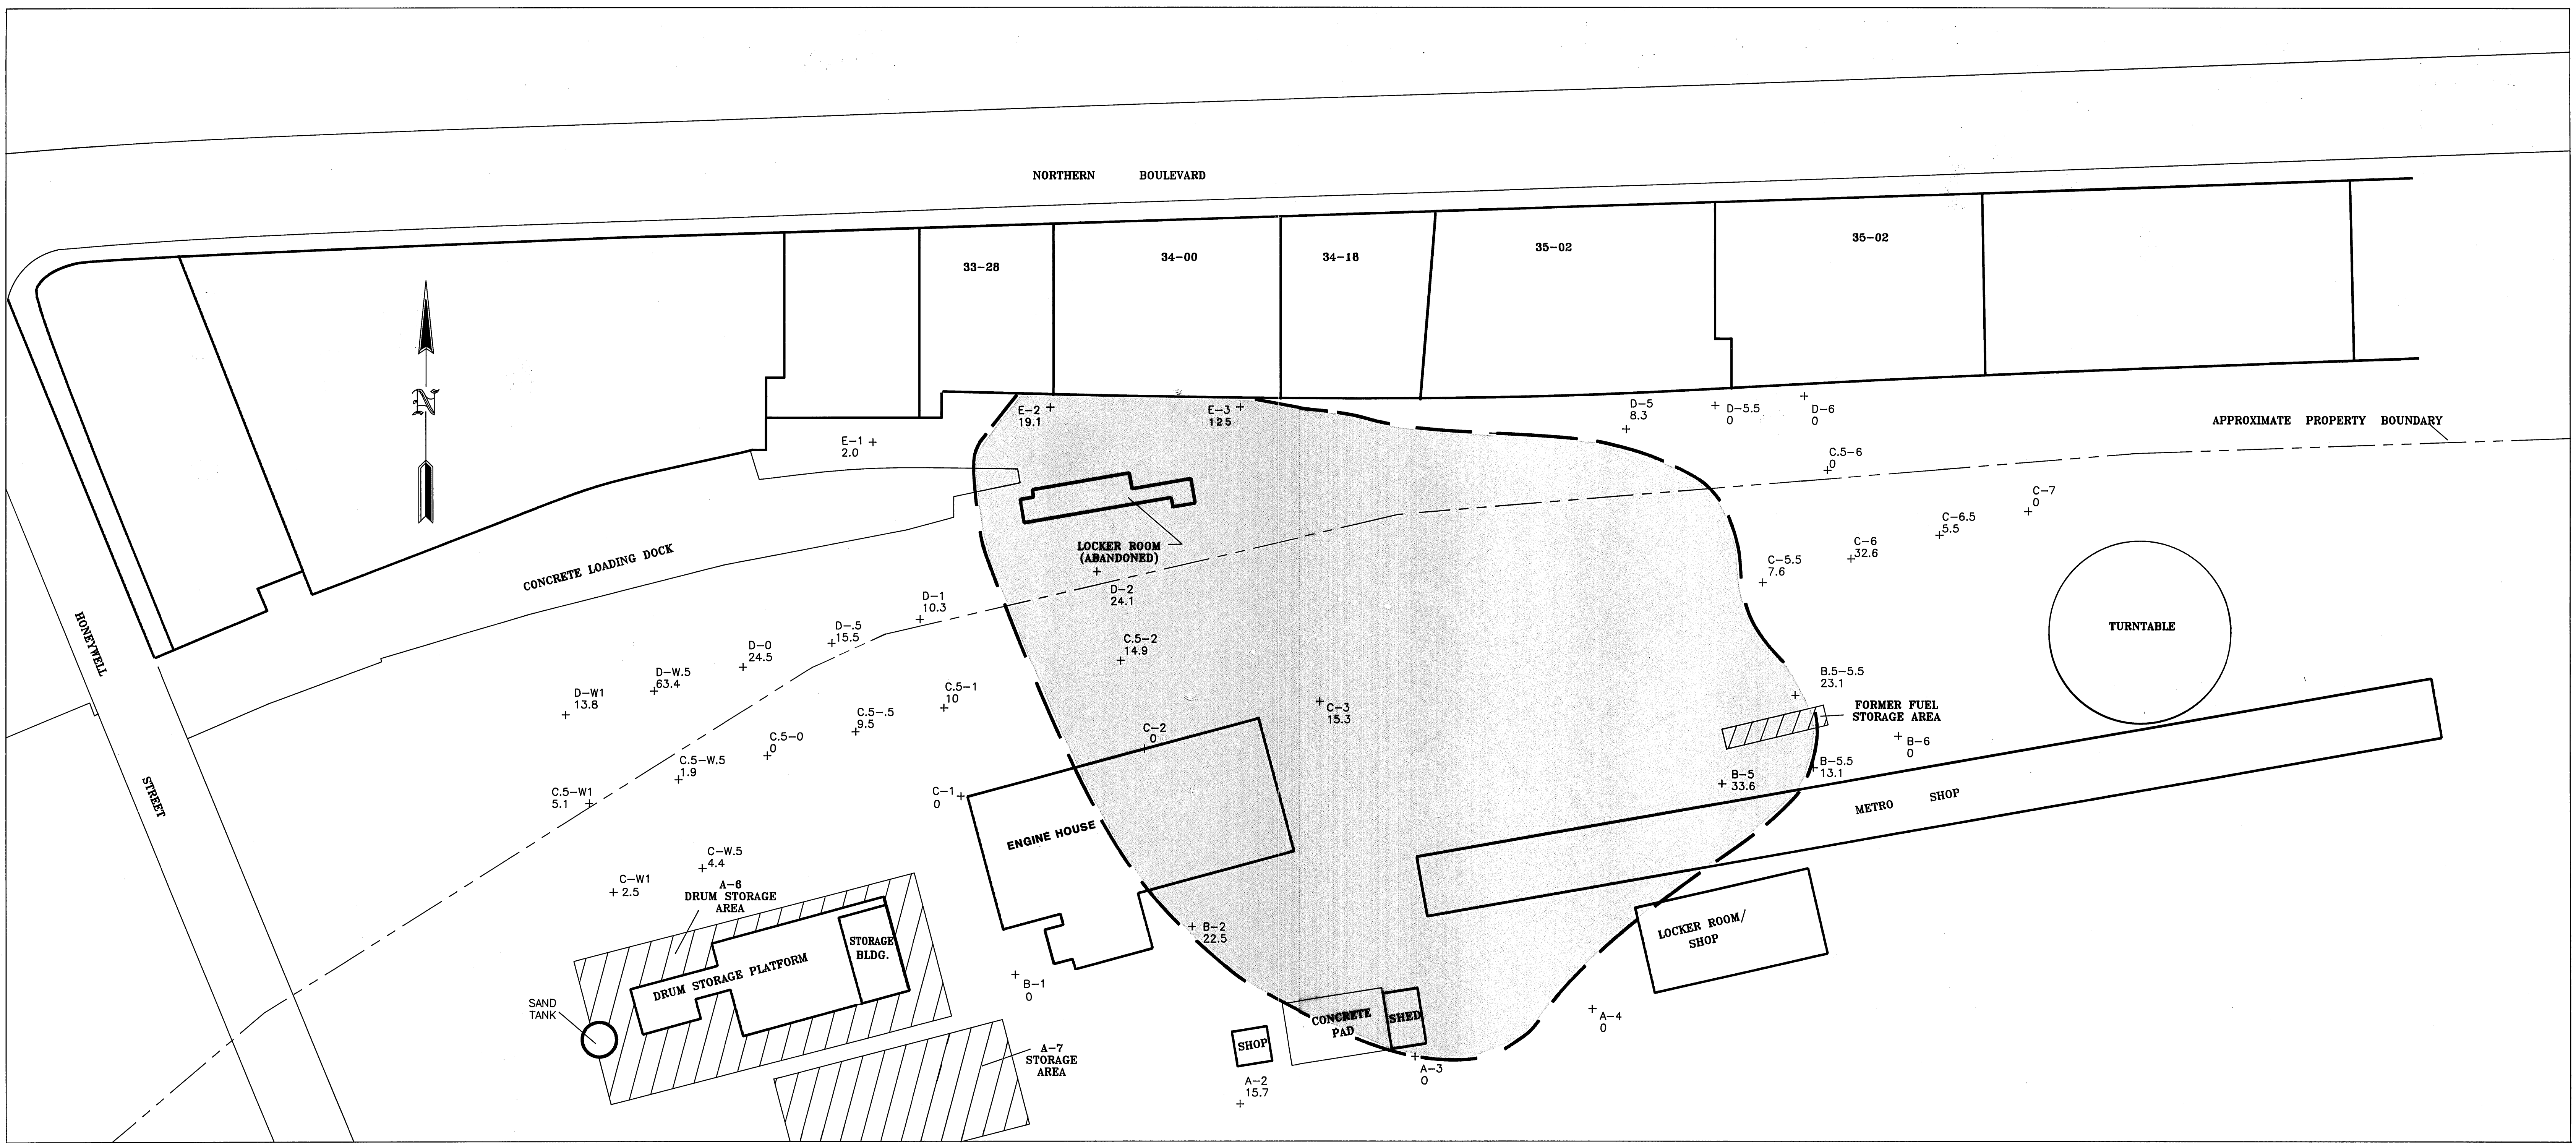 NORTHERN BOULEVARD
33-28
34-00
34-18
35-02
35-02
N
E-2
19.1
E-3
125
D-5
8.3
D-5.5
0
D-6
0
APPROXIMATE PROPERTY BOUNDARY
E-1
2.0
C.5-6
0
C-7
0
C-6.5
5.5
C-6
32.6
C-5.5
7.6
LOCKER ROOM
(ABANDONED)
D-2
24.1
CONCRETE LOADING DOCK
D-1
10.3
D-.5
15.5
D-0
24.5
D-W.5
63.4
D-W1
13.8
C.5-2
14.9
HONEYWELL
STREET
TURNTABLE
C.5-1
10
C.5-.5
9.5
C.5-0
0
C.5-W.5
1.9
C.5-W1
5.1
C-3
15.3
C-2
0
B.5-5.5
23.1
FORMER FUEL
STORAGE AREA
B-6
0
B-5.5
13.1
B-5
33.6
METRO SHOP
C-1
0
ENGINE HOUSE
C-W.5
4.4
C-W1
2.5
A-6
DRUM STORAGE
AREA
STORAGE
BLDG.
DRUM STORAGE PLATFORM
SAND
TANK
B-2
22.5
B-1
0
LOCKER ROOM/
SHOP
CONCRETE
PAD
SHED
SHOP
A-4
0
A-3
0
A-2
15.7
A-7
STORAGE
AREA